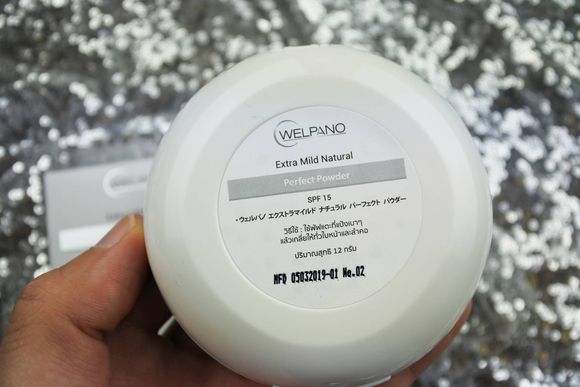 WELPANO
Extra Mild Natural
Perfect Powder
SPF 15
・ウェルパノ エクストラマイルド ナチュラル パーフェクト パウダー
วิธีใช้ : ใช้พัฟแตะที่แป้งเบาๆ
แล้วเกลี่ยให้ทั่วใบหน้าและลำคอ
ปริมาณสุทธิ 12 กรัม
MFD 05032019-01 No.02
WELPANO